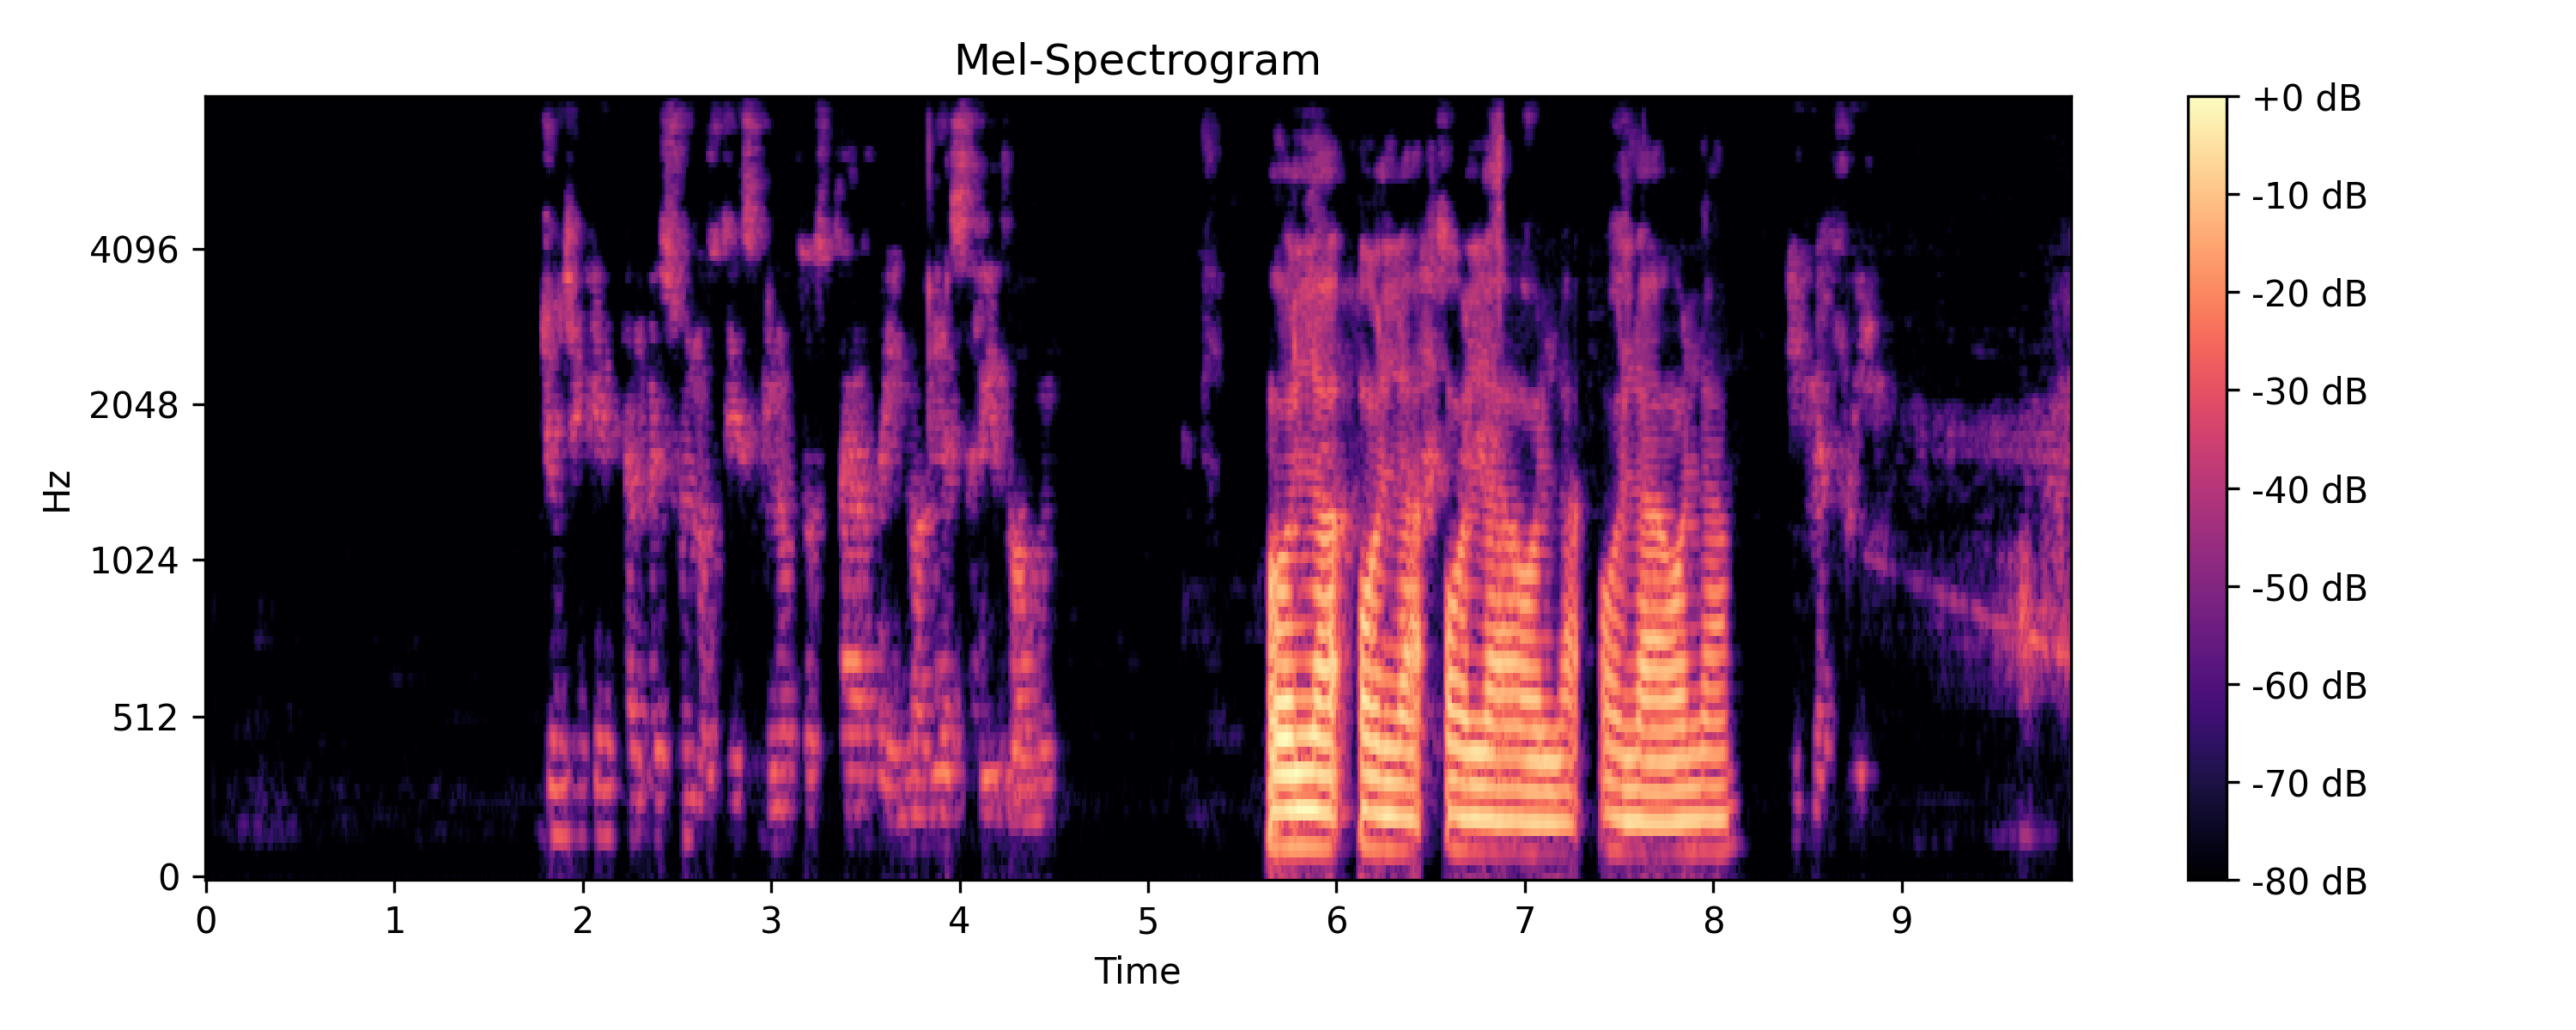 Mel-Spectrogram
+0 dB
-10 dB
-20 dB
-30 dB
-40 dB
-50 dB
-60 dB
-70 dB
-80 dB
Hz
4096
2048
1024
512
0
0 1 2 3 4 5 6 7 8 9
Time